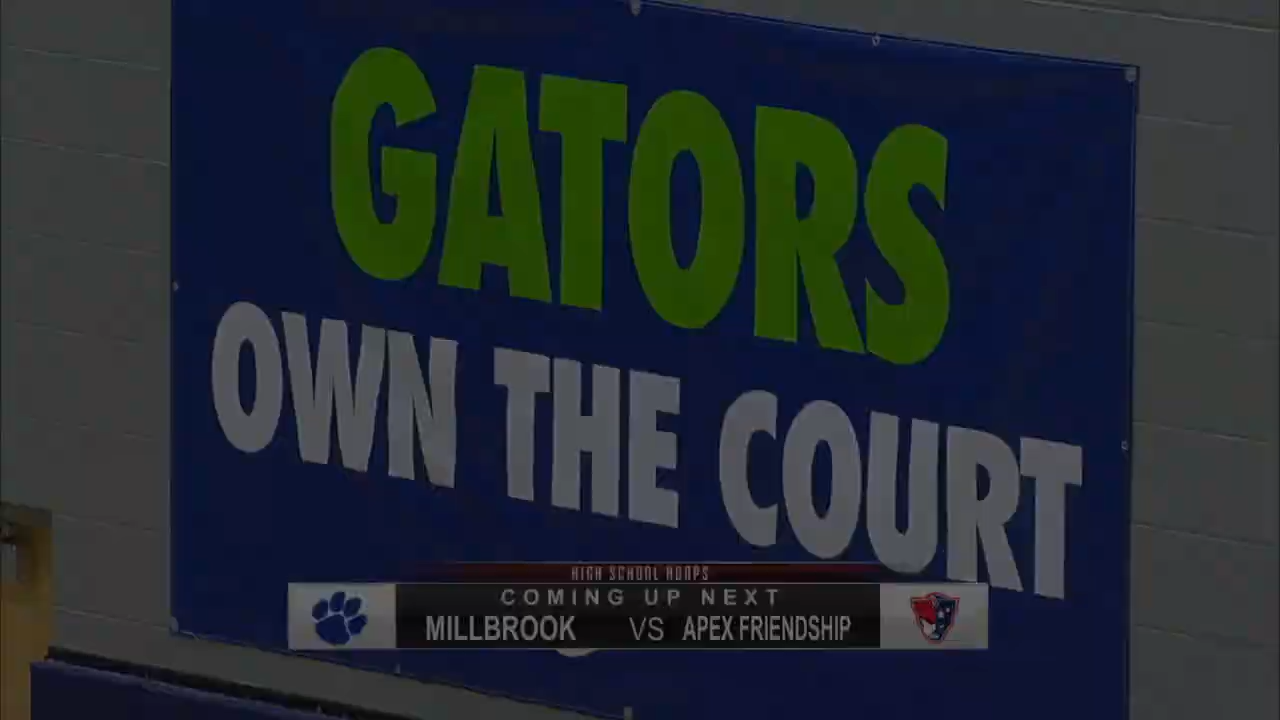 GATORS
OWN THE COURT
HIGH SCHOOL HOOPS
COMING UP NEXT
MILLBROOK VS APEX FRIENDSHIP